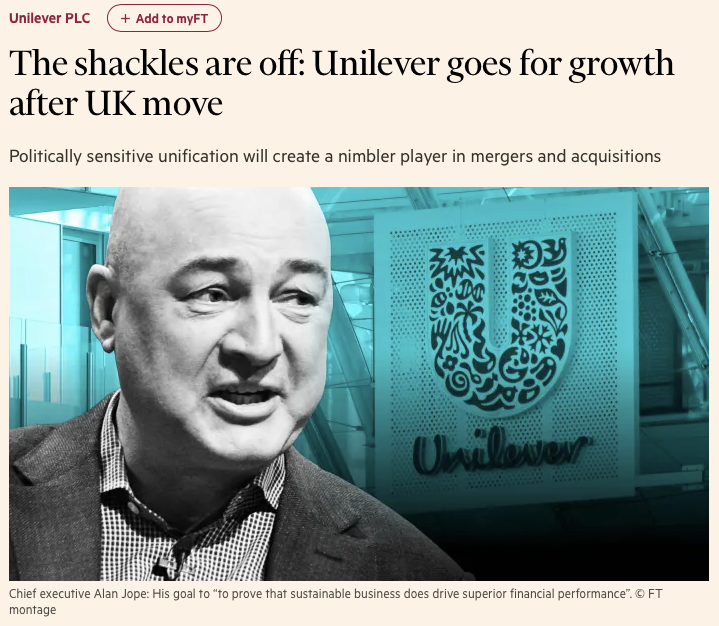 Unilever PLC
+ Add to myFT
The shackles are off: Unilever goes for growth
after UK move
Politically sensitive unification will create a nimbler player in mergers and acquisitions
Unilever
Chief executive Alan Jope: His goal to “to prove that sustainable business does drive superior financial performance”. © FT
montage